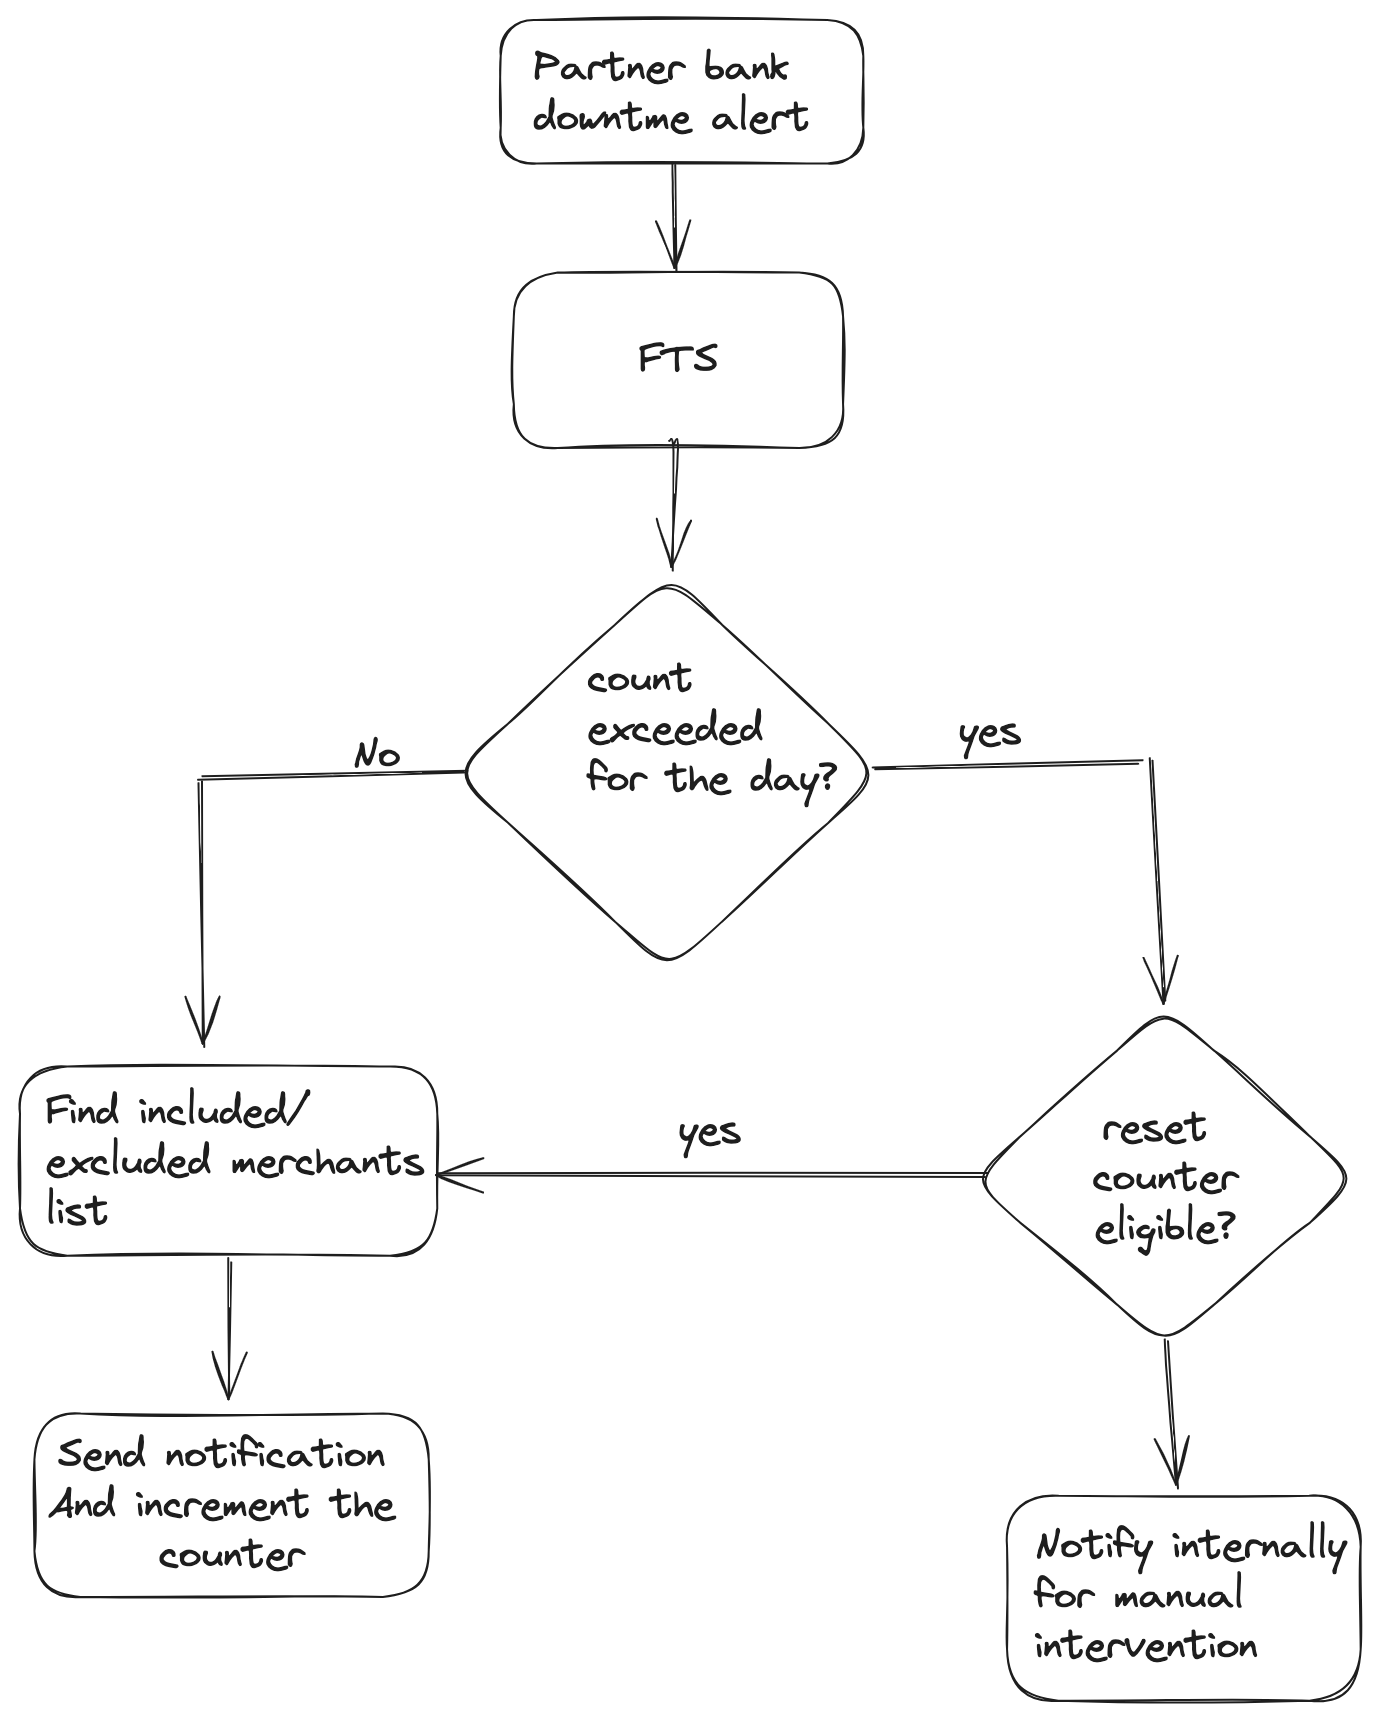 Partner bank
downtme alert
FTS
count
exceeded
for the day?
No
yes
Find included/
excluded merchants
list
yes
reset
counter
eligible?
Send notification
And increment the
counter
Notify internally
for manual
intervention